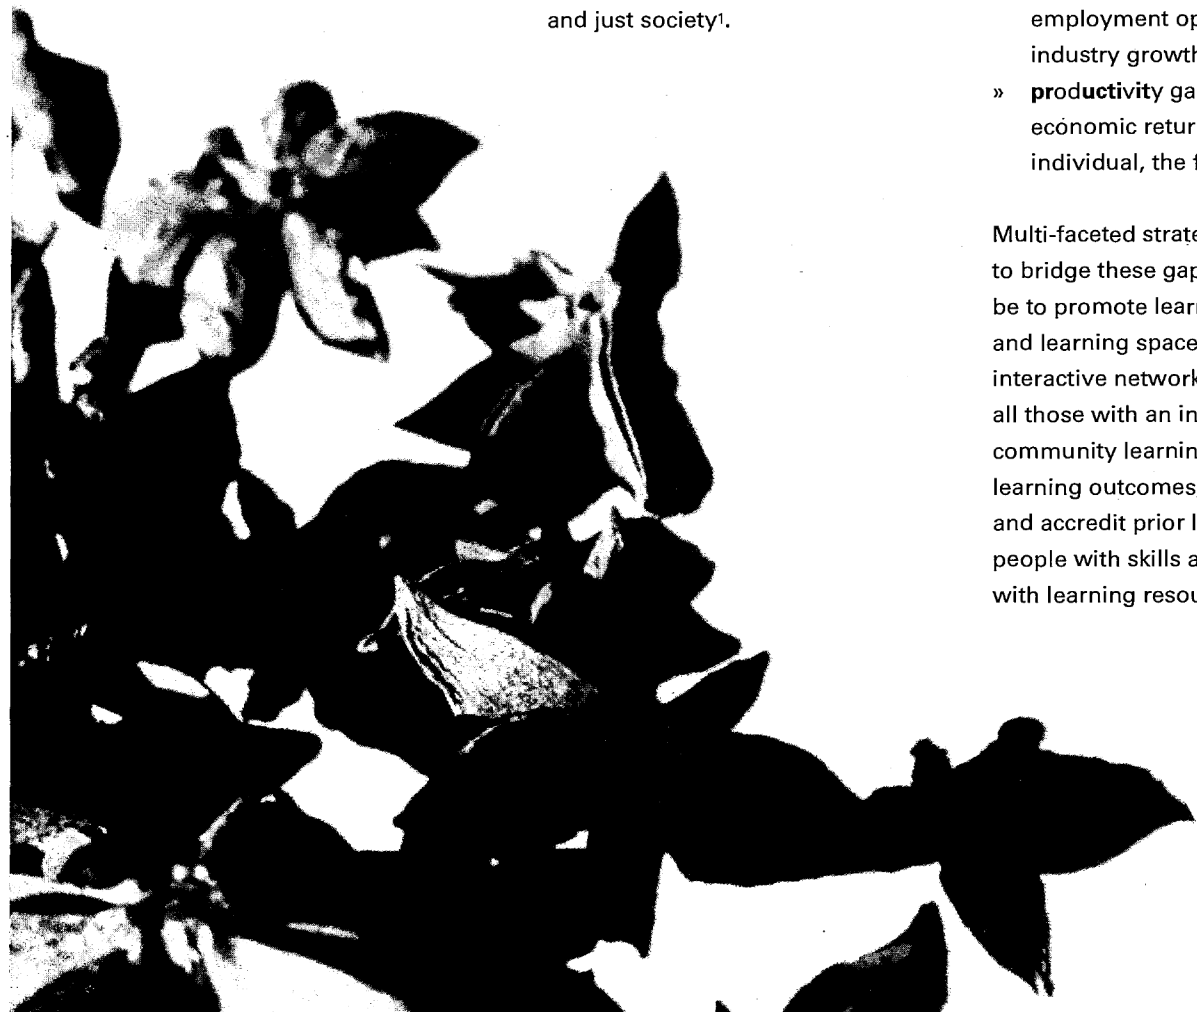 and just society¹.
employment op
industry growth
» productivity ga
economic retur
individual, the f
Multi-faceted strate
to bridge these gap
be to promote learn
and learning space
interactive network
all those with an in
community learnin
learning outcomes
and accredit prior l
people with skills a
with learning resou